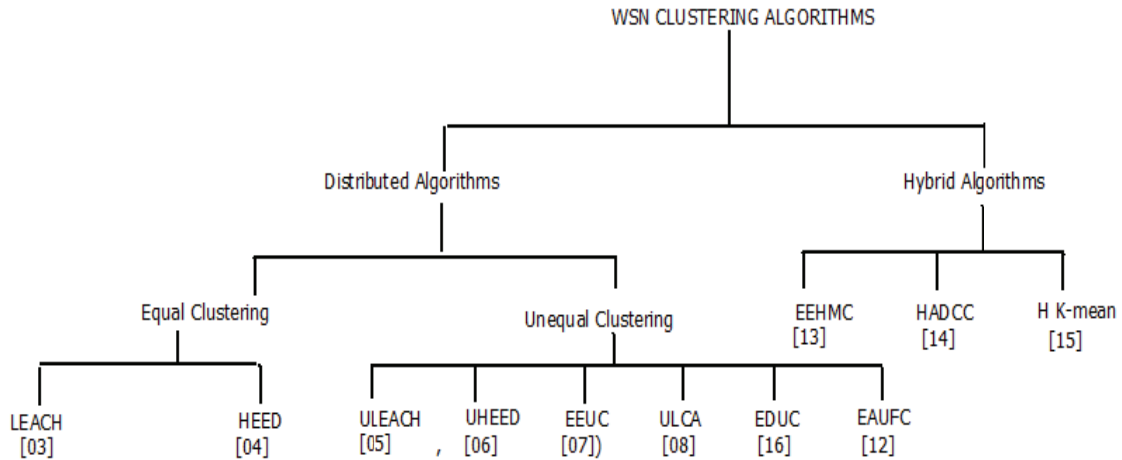 WSN CLUSTERING ALGORITHMS
Distributed Algorithms
Hybrid Algorithms
Equal Clustering
Unequal Clustering
EEHMC
[13]
HADCC
[14]
H K-mean
[15]
LEACH
[03]
HEED
[04]
ULEACH
[05]
,
UHEED
[06]
EEUC
[07])
ULCA
[08]
EDUC
[16]
EAUFC
[12]